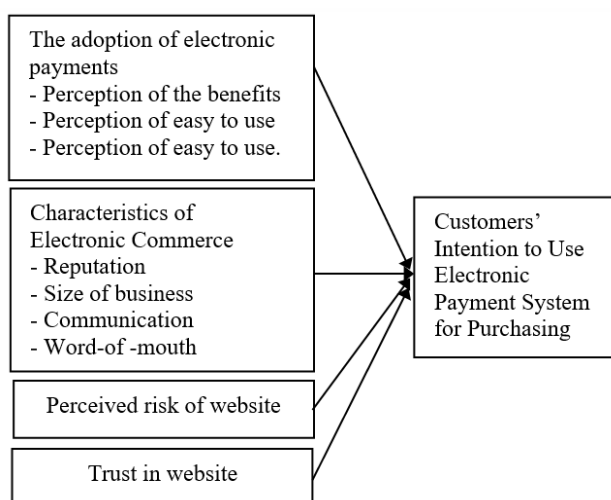 The adoption of electronic
payments
- Perception of the benefits
- Perception of easy to use
- Perception of easy to use.
Characteristics of
Electronic Commerce
- Reputation
- Size of business
- Communication
- Word-of -mouth
Perceived risk of website
Trust in website
Customers’
Intention to Use
Electronic
Payment System
for Purchasing